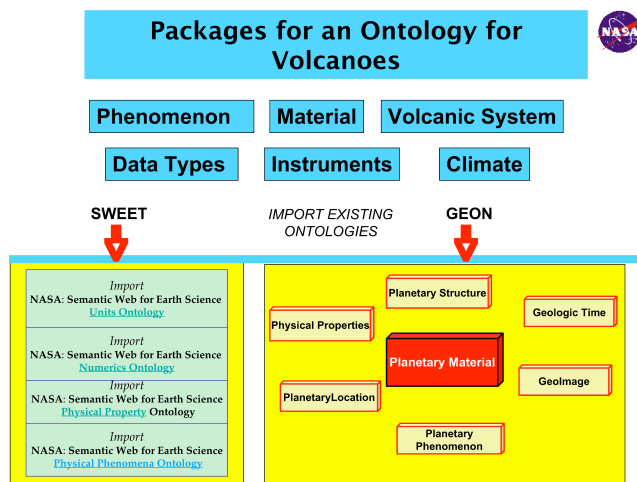 Packages for an Ontology for
Volcanoes
NASA
Phenomenon
Material
Volcanic System
Data Types
Instruments
Climate
SWEET
IMPORT EXISTING
ONTOLOGIES
GEON
Import
NASA: Semantic Web for Earth Science
Units Ontology
Import
NASA: Semantic Web for Earth Science
Numerics Ontology
Import
NASA: Semantic Web for Earth Science
Physical Property Ontology
Import
NASA: Semantic Web for Earth Science
Physical Phenomena Ontology
Planetary Structure
Geologic Time
Physical Properties
Planetary Material
GeoImage
PlanetaryLocation
Planetary
Phenomenon